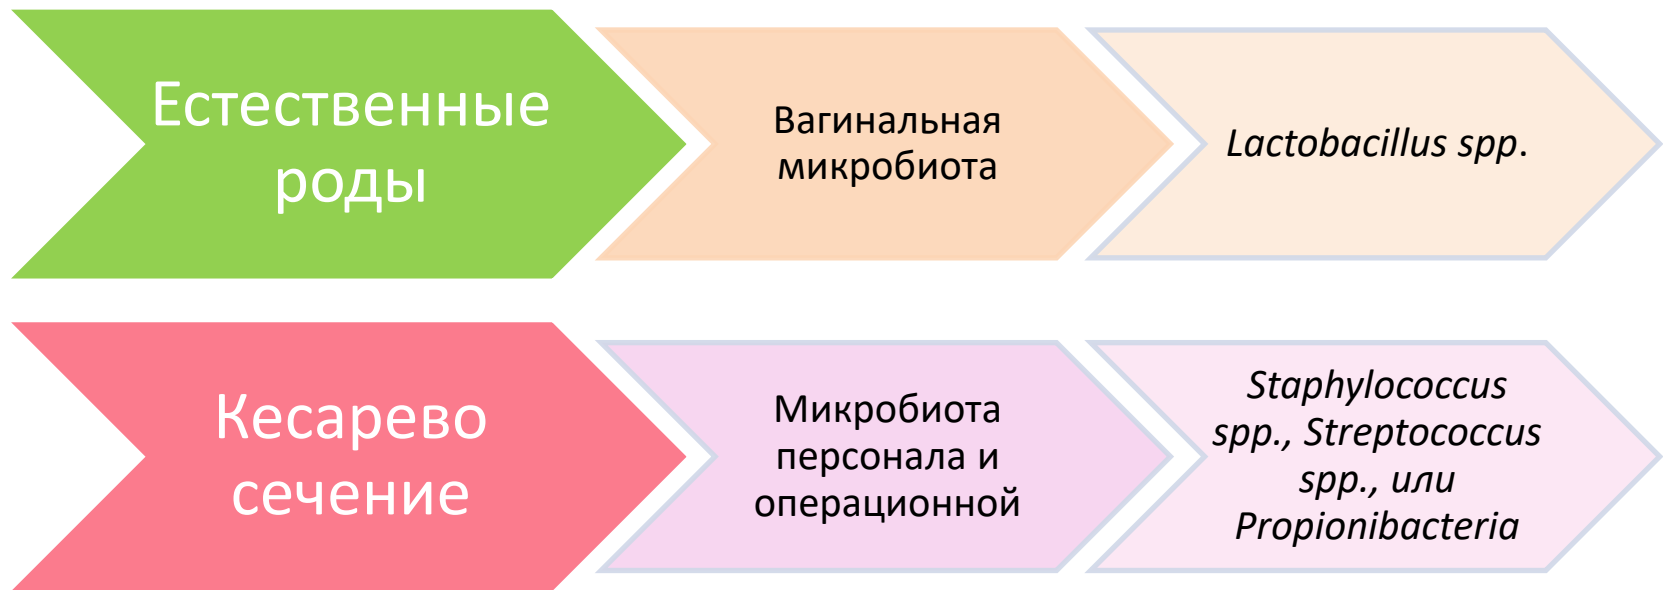 Естественные
роды
Вагинальная
микробиота
Lactobacillus spp.
Кесарево
сечение
Микробиота
персонала и
операционной
Staphylococcus
spp., Streptococcus
spp., или
Propionibacteria